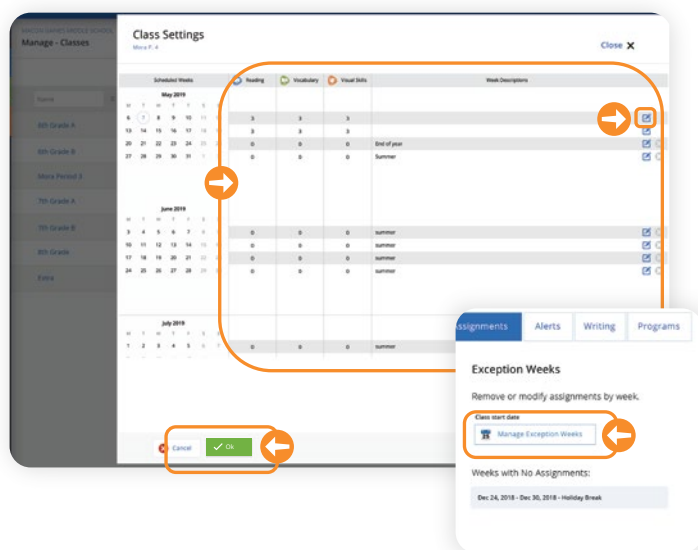 MACON DAVIES MIDDLE SCHOOL
Manage - Classes
Name
6th Grade A
6th Grade B
Mora Period 3
7th Grade A
7th Grade B
8th Grade
Extra
Class Settings
Mora P. 4
Close X
Scheduled Weeks Reading Vocabulary Visual Skills Week Descriptions
May 2019
M T W T F S
6 7 8 9 10 11 3 3 3
13 14 15 16 17 18 3 3 3
20 21 22 23 24 25 0 0 0 End of year
27 28 29 30 31 1 0 0 0 Summer
June 2019
M T W T F S
3 4 5 6 7 8 0 0 0 summer
10 11 12 13 14 15 0 0 0 summer
17 18 19 20 21 22 0 0 0 summer
24 25 26 27 28 29 0 0 0 summer
July 2019
M T W T F S
1 2 3 4 5 6 7 0 0 0 summer
Cancel Ok
Assignments Alerts Writing Programs
Exception Weeks
Remove or modify assignments by week.
Class start date
25 Manage Exception Weeks
Weeks with No Assignments:
Dec 24, 2018 - Dec 30, 2018 - Holiday Break